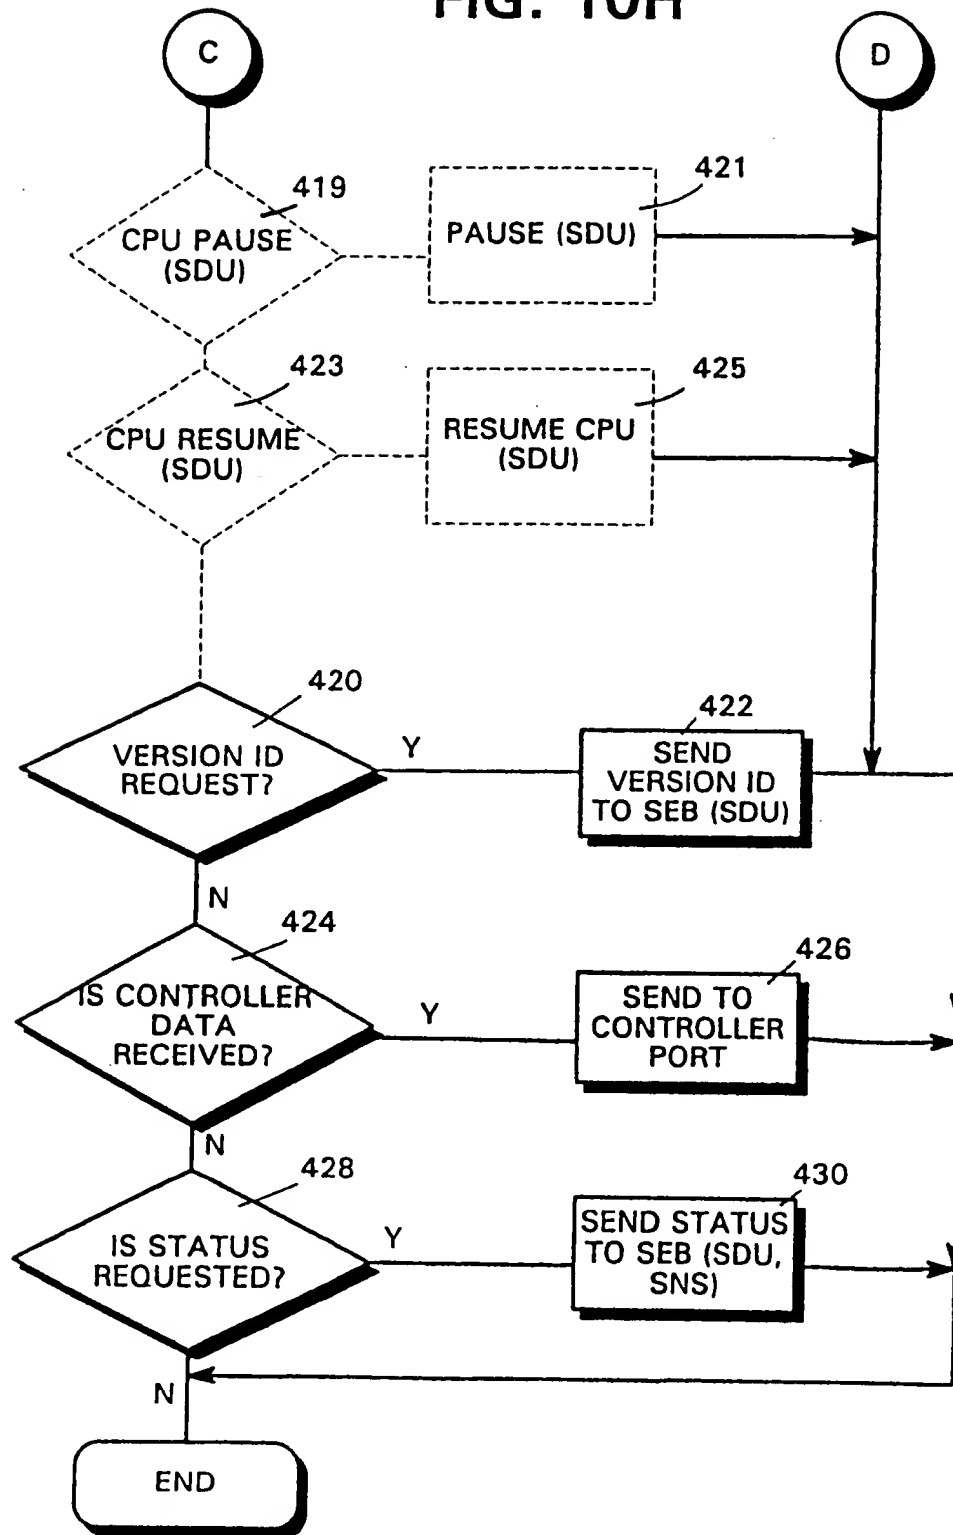 FIG. 10H
C
D
419
CPU PAUSE
(SDU)
421
PAUSE (SDU)
423
CPU RESUME
(SDU)
425
RESUME CPU
(SDU)
420
VERSION ID
REQUEST?
Y
422
SEND
VERSION ID
TO SEB (SDU)
N
424
IS CONTROLLER
DATA
RECEIVED?
Y
426
SEND TO
CONTROLLER
PORT
N
428
IS STATUS
REQUESTED?
Y
430
SEND STATUS
TO SEB (SDU,
SNS)
N
END